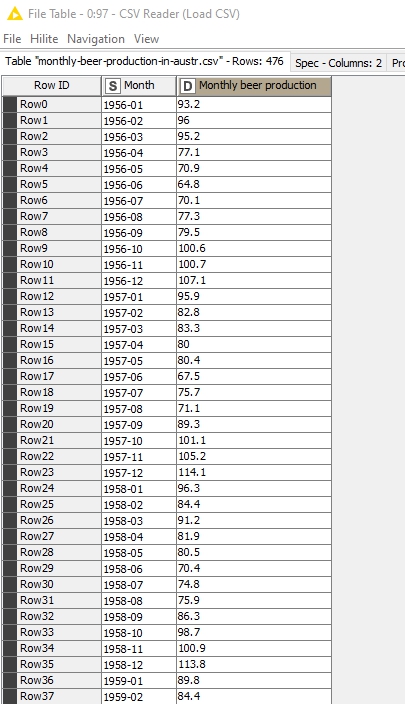 File Table - 0:97 - CSV Reader (Load CSV)
File Hilite Navigation View
Table "monthly-beer-production-in-austr.csv" - Rows: 476 Spec - Columns: 2 Pro
Row ID S Month D Monthly beer production
Row0 1956-01 93.2
Row1 1956-02 96
Row2 1956-03 95.2
Row3 1956-04 77.1
Row4 1956-05 70.9
Row5 1956-06 64.8
Row6 1956-07 70.1
Row7 1956-08 77.3
Row8 1956-09 79.5
Row9 1956-10 100.6
Row10 1956-11 100.7
Row11 1956-12 107.1
Row12 1957-01 95.9
Row13 1957-02 82.8
Row14 1957-03 83.3
Row15 1957-04 80
Row16 1957-05 80.4
Row17 1957-06 67.5
Row18 1957-07 75.7
Row19 1957-08 71.1
Row20 1957-09 89.3
Row21 1957-10 101.1
Row22 1957-11 105.2
Row23 1957-12 114.1
Row24 1958-01 96.3
Row25 1958-02 84.4
Row26 1958-03 91.2
Row27 1958-04 81.9
Row28 1958-05 80.5
Row29 1958-06 70.4
Row30 1958-07 74.8
Row31 1958-08 75.9
Row32 1958-09 86.3
Row33 1958-10 98.7
Row34 1958-11 100.9
Row35 1958-12 113.8
Row36 1959-01 89.8
Row37 1959-02 84.4